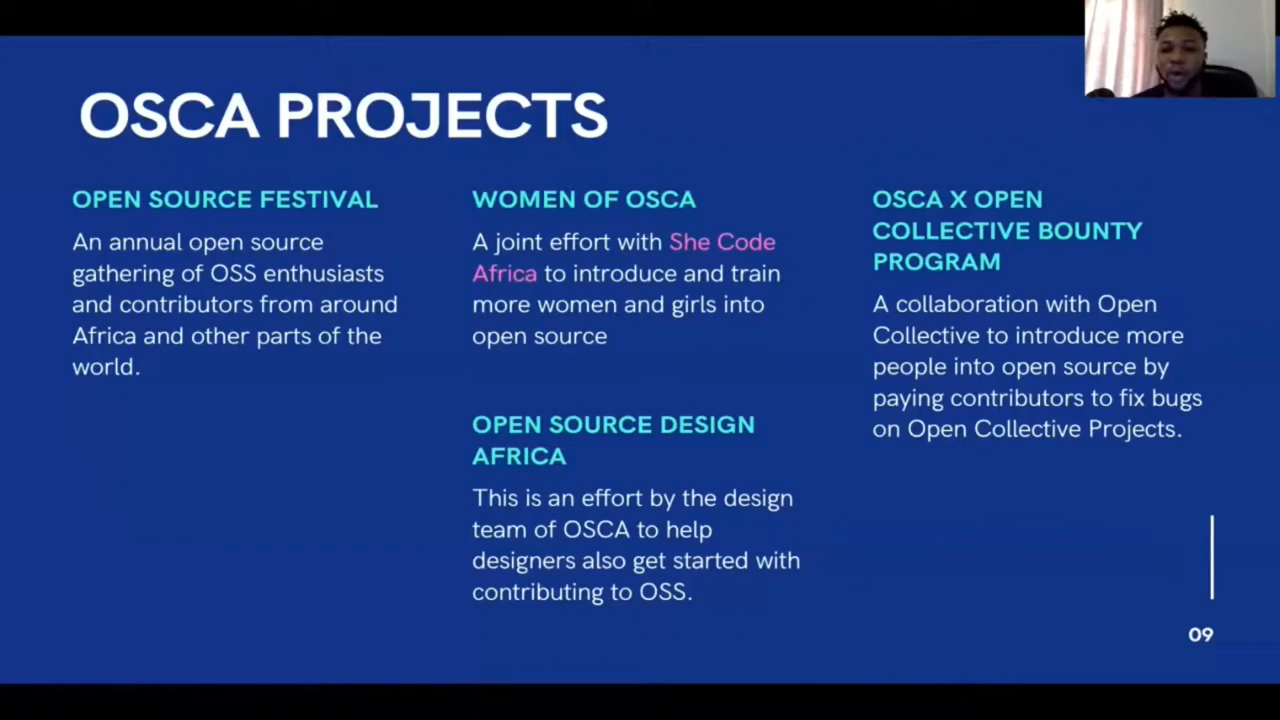 OSCA PROJECTS
OPEN SOURCE FESTIVAL
An annual open source
gathering of OSS enthusiasts
and contributors from around
Africa and other parts of the
world.
WOMEN OF OSCA
A joint effort with She Code
Africa to introduce and train
more women and girls into
open source
OPEN SOURCE DESIGN
AFRICA
This is an effort by the design
team of OSCA to help
designers also get started with
contributing to OSS.
OSCA X OPEN
COLLECTIVE BOUNTY
PROGRAM
A collaboration with Open
Collective to introduce more
people into open source by
paying contributors to fix bugs
on Open Collective Projects.
09